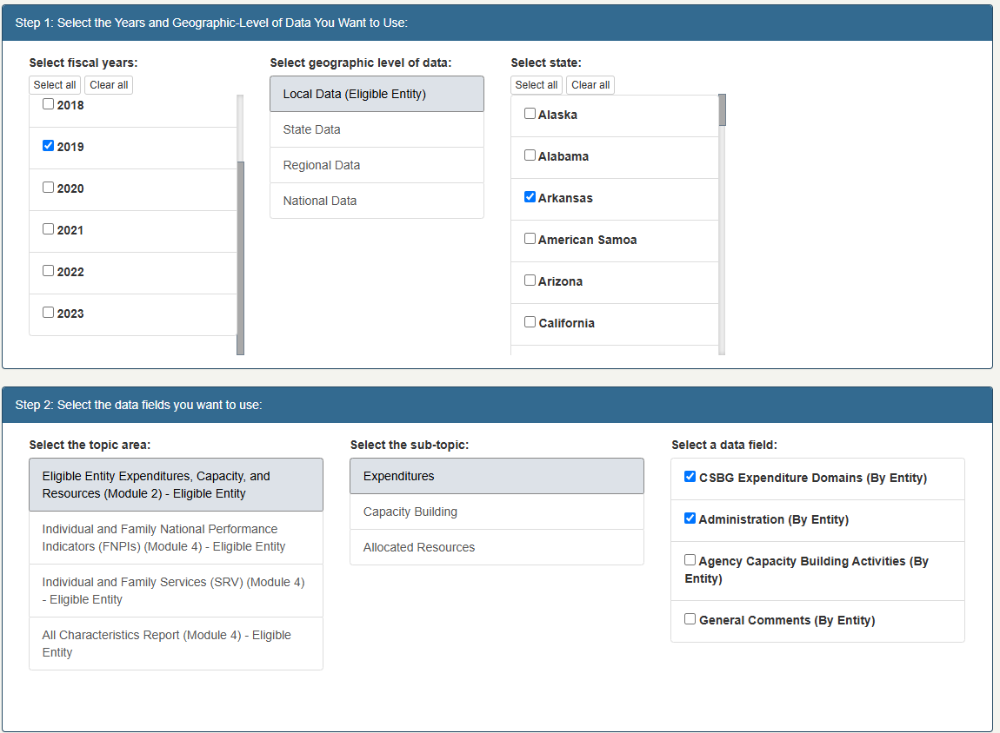 Step 1: Select the Years and Geographic-Level of Data You Want to Use:
Select fiscal years:
Select all Clear all
2018
2019
2020
2021
2022
2023
Select geographic level of data:
Local Data (Eligible Entity)
State Data
Regional Data
National Data
Select state:
Select all Clear all
Alaska
Alabama
Arkansas
American Samoa
Arizona
California
Step 2: Select the data fields you want to use:
Select the topic area:
Eligible Entity Expenditures, Capacity, and
Resources (Module 2) - Eligible Entity
Individual and Family National Performance
Indicators (FNPIs) (Module 4) - Eligible Entity
Individual and Family Services (SRV) (Module 4)
- Eligible Entity
All Characteristics Report (Module 4) - Eligible
Entity
Select the sub-topic:
Expenditures
Capacity Building
Allocated Resources
Select a data field:
CSBG Expenditure Domains (By Entity)
Administration (By Entity)
Agency Capacity Building Activities (By
Entity)
General Comments (By Entity)